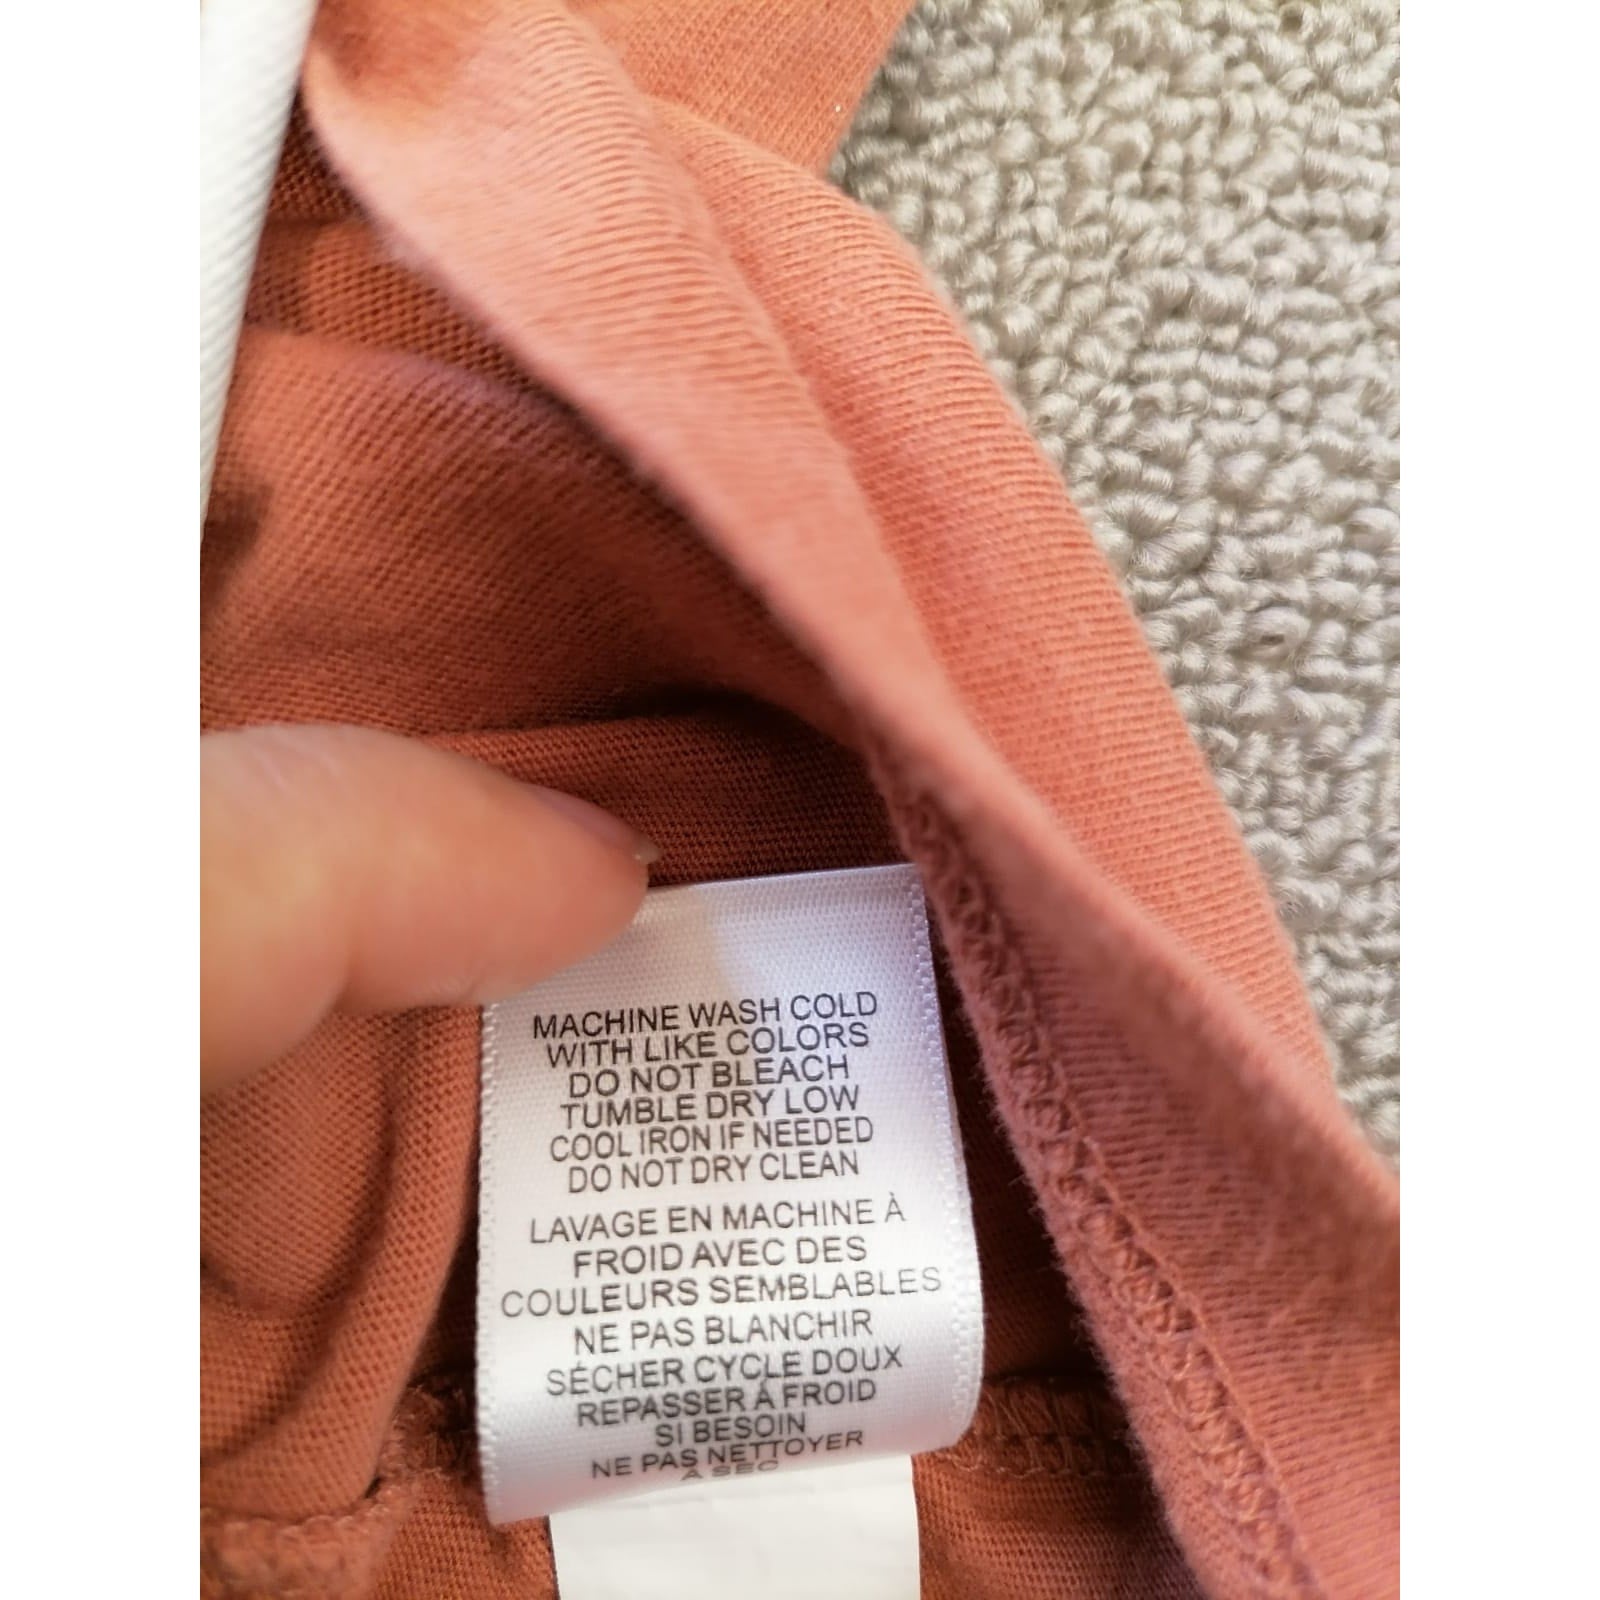 MACHINE WASH COLD
WITH LIKE COLORS
DO NOT BLEACH
TUMBLE DRY LOW
COOL IRON IF NEEDED
DO NOT DRY CLEAN
LAVAGE EN MACHINE À
FROID AVEC DES
COULEURS SEMBLABLES
NE PAS BLANCHIR
SÉCHER CYCLE DOUX
REPASSER À FROID
SI BESOIN
NE PAS NETTOYER
À SEC